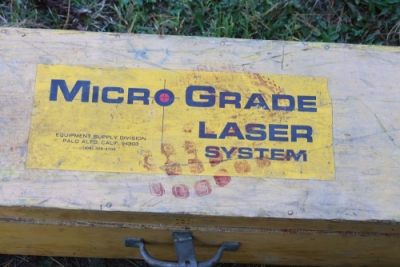 MICRO GRADE
LASER
SYSTEM
EQUIPMENT SUPPLY DIVISION
PALO ALTO, CALIF. 94303